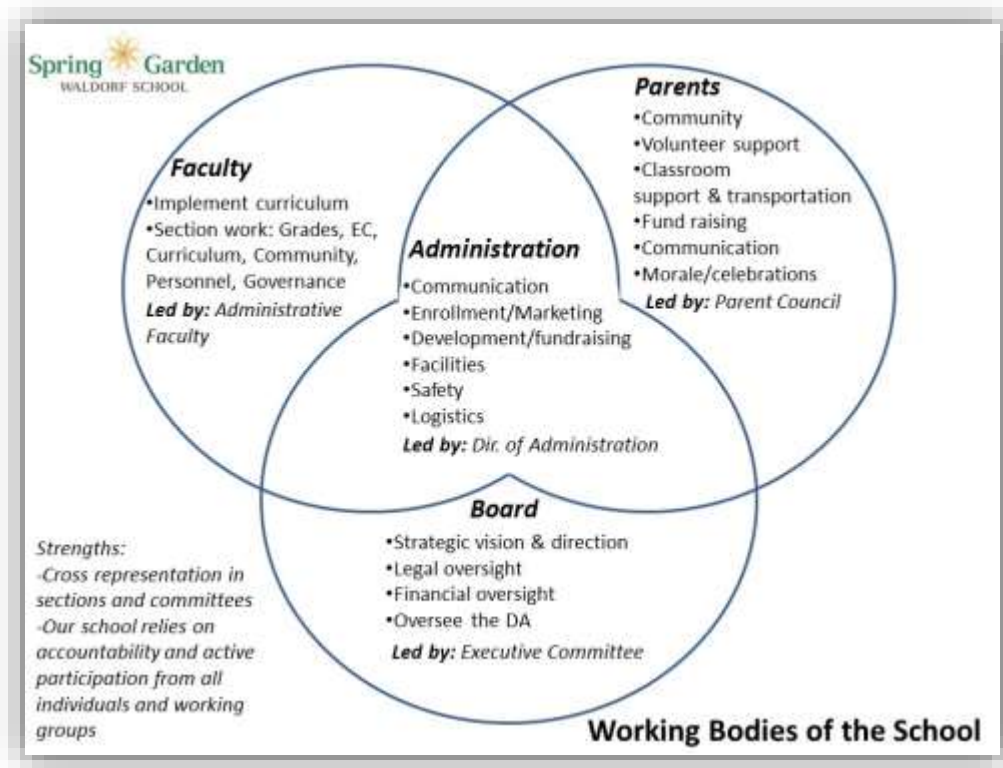 Spring Garden
WALDORF SCHOOL
Faculty
•Implement curriculum
•Section work: Grades, EC,
Curriculum, Community,
Personnel, Governance
Led by: Administrative
Faculty
Parents
•Community
•Volunteer support
•Classroom
support & transportation
•Fund raising
•Communication
•Morale/celebrations
Led by: Parent Council
Administration
•Communication
•Enrollment/Marketing
•Development/fundraising
•Facilities
•Safety
•Logistics
Led by: Dir. of Administration
Board
•Strategic vision & direction
•Legal oversight
•Financial oversight
•Oversee the DA
Led by: Executive Committee
Strengths:
-Cross representation in
sections and committees
-Our school relies on
accountability and active
participation from all
individuals and working
groups
Working Bodies of the School